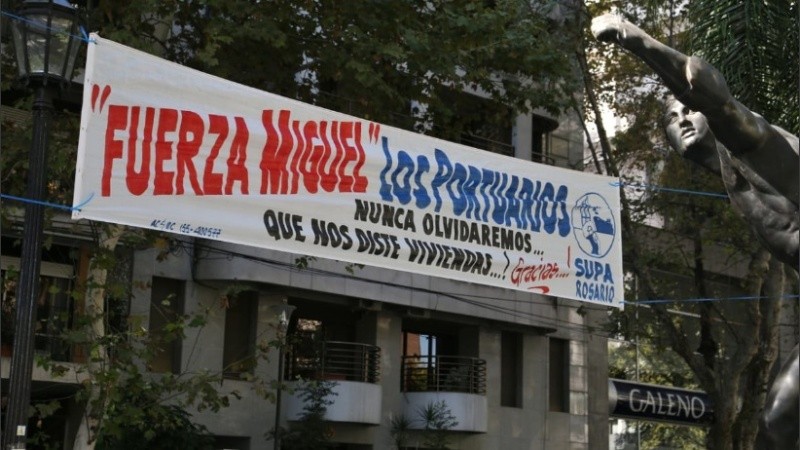 "FUERZA MIGUEL" LOS PORTUARIOS
NUNCA OLVIDAREMOS...
QUE NOS DISTE VIVIENDAS...! Gracias...!
SUPA
ROSARIO
GALENO